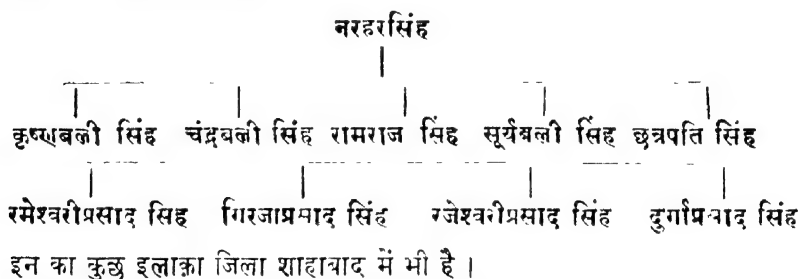 नरहरसिंह
कृष्णबली सिंह चंद्रबली सिंह रामराज सिंह सूर्यबली सिंह छत्रपति सिंह
रमेश्वरीप्रसाद सिंह गिरजाप्रसाद सिंह रजेश्वरीप्रसाद सिंह दुर्गाप्रसाद सिंह
इन का कुछ इलाक़ा जिला शाहाबाद में भी है ।